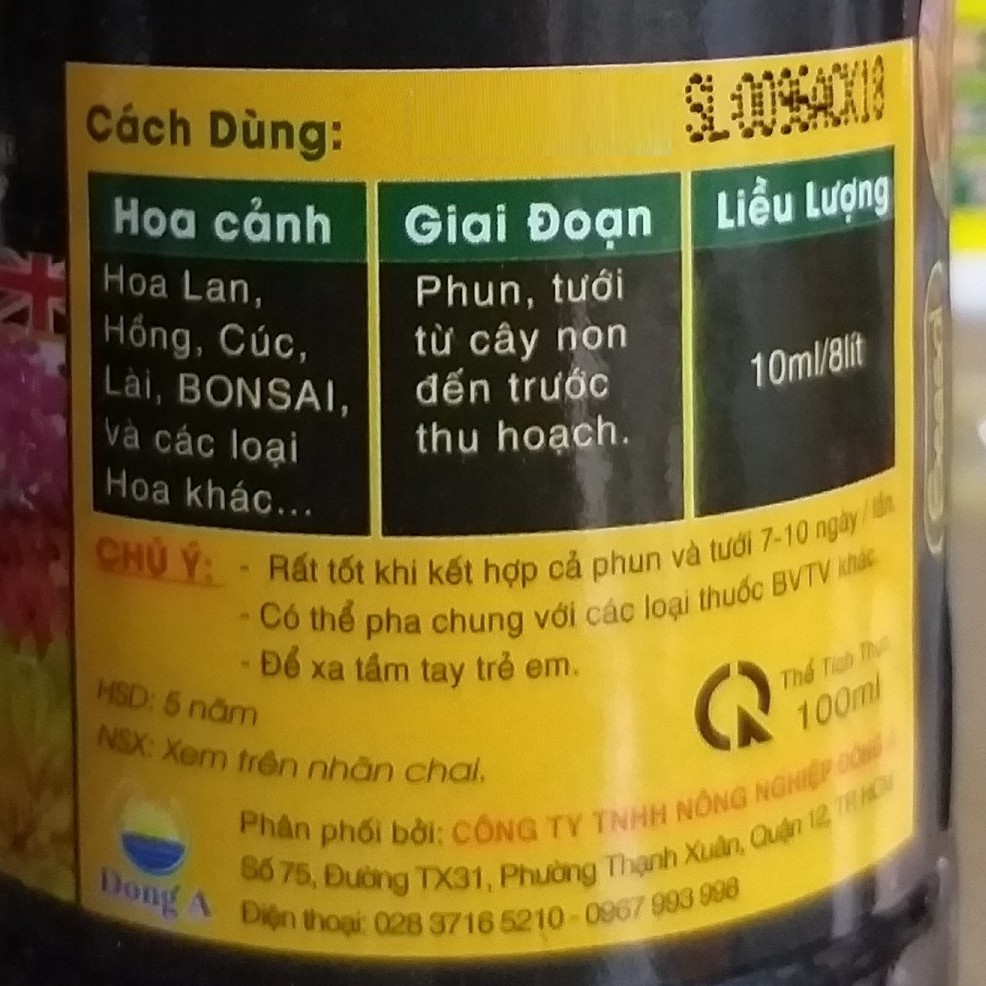 Cách Dùng:
SL:0096ACX18
Hoa cảnh
Giai Đoạn
Liều Lượng
Hoa Lan,
Hồng, Cúc,
Lài, BONSAI,
và các loại
Hoa khác...
Phun, tưới
từ cây non
đến trước
thu hoạch.
10ml/8lít
CHÚ Ý: - Rất tốt khi kết hợp cả phun và tưới 7-10 ngày / lần.
- Có thể pha chung với các loại thuốc BVTV khác.
- Để xa tầm tay trẻ em.
HSD: 5 năm
NSX: Xem trên nhãn chai.
Thể Tích
100ml
Phân phối bởi: CÔNG TY TNHH NÔNG NGHIỆP ĐÔNG
Số 75, Đường TX31, Phường Thạnh Xuân, Quận 12, TP.HCM
Điện thoại: 028 3716 5210 - 0967 993 998
Dong A